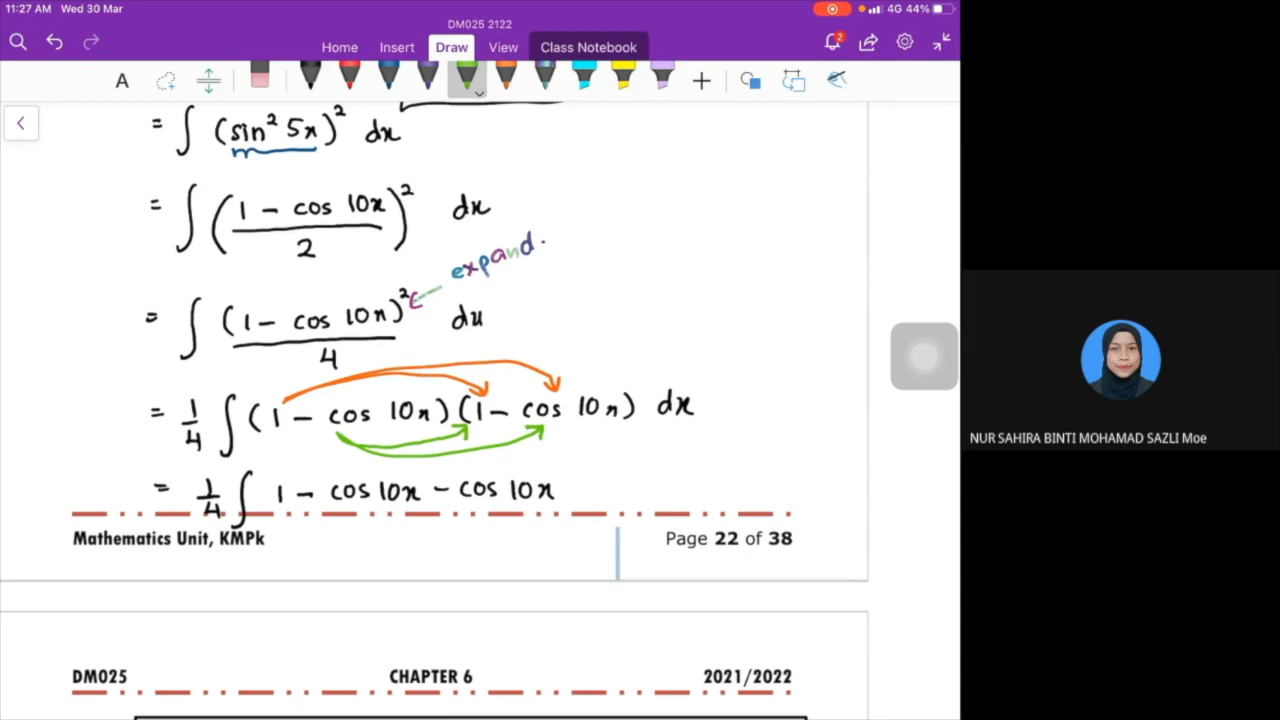 11:27 AM Wed 30 Mar
4G 44%
DM025 2122
Home Insert Draw View Class Notebook
2
A
= ∫ (sin² 5x)² dx
= ∫ ((1 - cos 10x)/2)² dx
expand.
= ∫ (1 - cos 10x)²/4 dx
= 1/4 ∫ (1 - cos 10x)(1 - cos 10x) dx
= 1/4 ∫ 1 - cos 10x - cos 10x
Mathematics Unit, KMPk Page 22 of 38
DM025 CHAPTER 6 2021/2022
NUR SAHIRA BINTI MOHAMAD SAZLI Moe